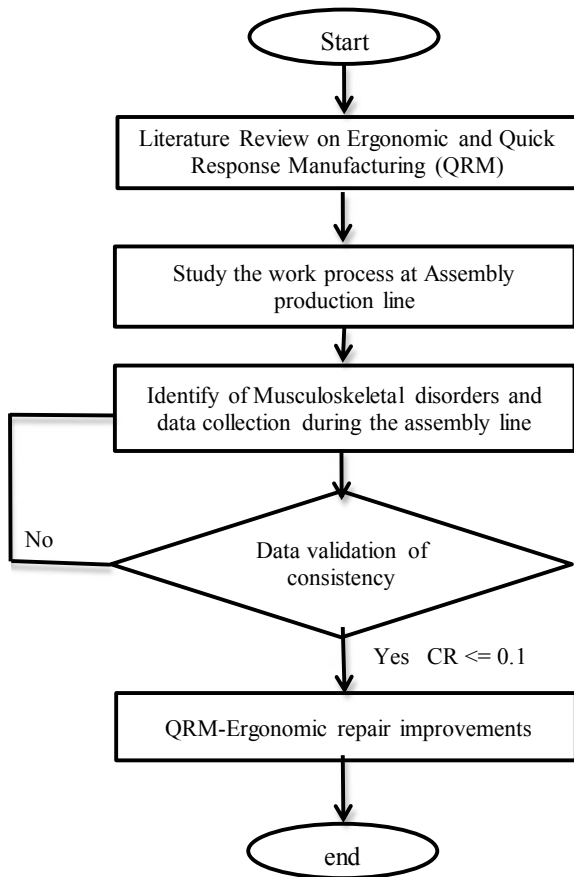 Start
Literature Review on Ergonomic and Quick
Response Manufacturing (QRM)
Study the work process at Assembly
production line
Identify of Musculoskeletal disorders and
data collection during the assembly line
No
Data validation of
consistency
Yes CR <= 0.1
QRM-Ergonomic repair improvements
end